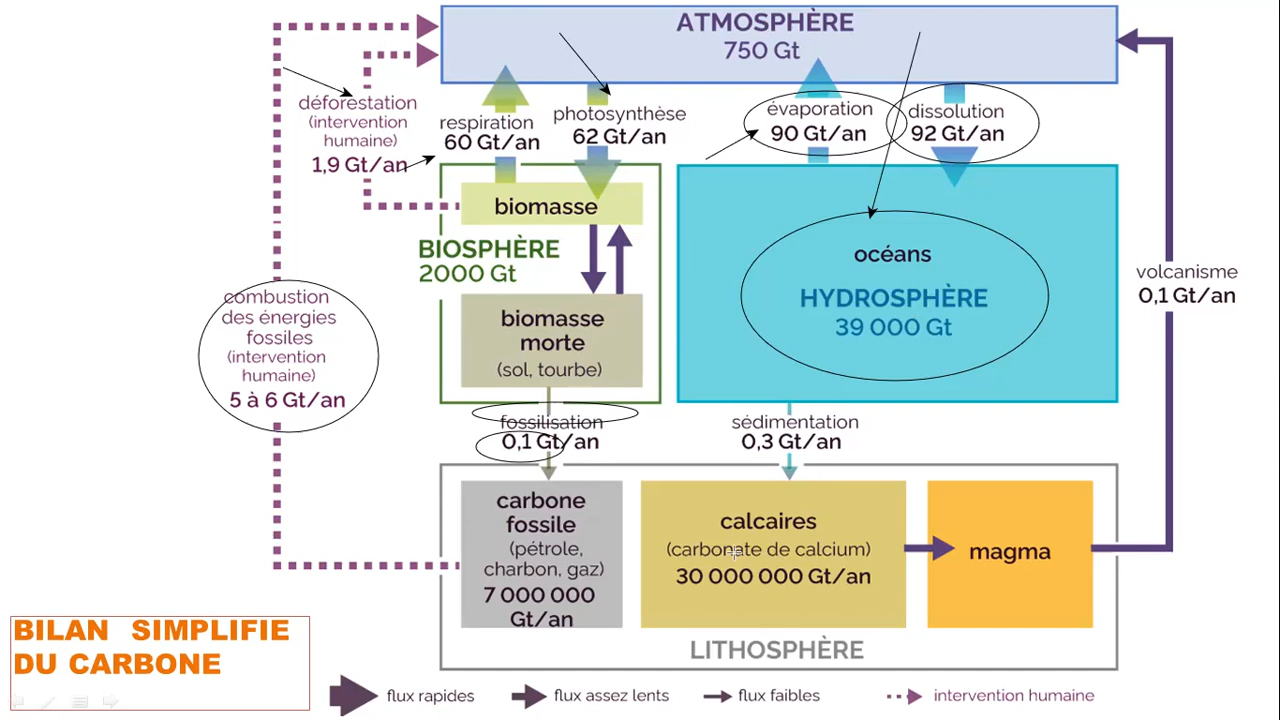 ATMOSPHÈRE
750 Gt
déforestation
(intervention
humaine)
1,9 Gt/an
respiration
60 Gt/an
photosynthèse
62 Gt/an
évaporation
90 Gt/an
dissolution
92 Gt/an
biomasse
BIOSPHÈRE
2000 Gt
biomasse
morte
(sol, tourbe)
océans
HYDROSPHÈRE
39 000 Gt
volcanisme
0,1 Gt/an
combustion
des énergies
fossiles
(intervention
humaine)
5 à 6 Gt/an
fossilisation
0,1 Gt/an
sédimentation
0,3 Gt/an
carbone
fossile
(pétrole,
charbon, gaz)
7 000 000
Gt/an
calcaires
(carbonate de calcium)
30 000 000 Gt/an
magma
LITHOSPHÈRE
BILAN SIMPLIFIE
DU CARBONE
flux rapides
flux assez lents
flux faibles
intervention humaine